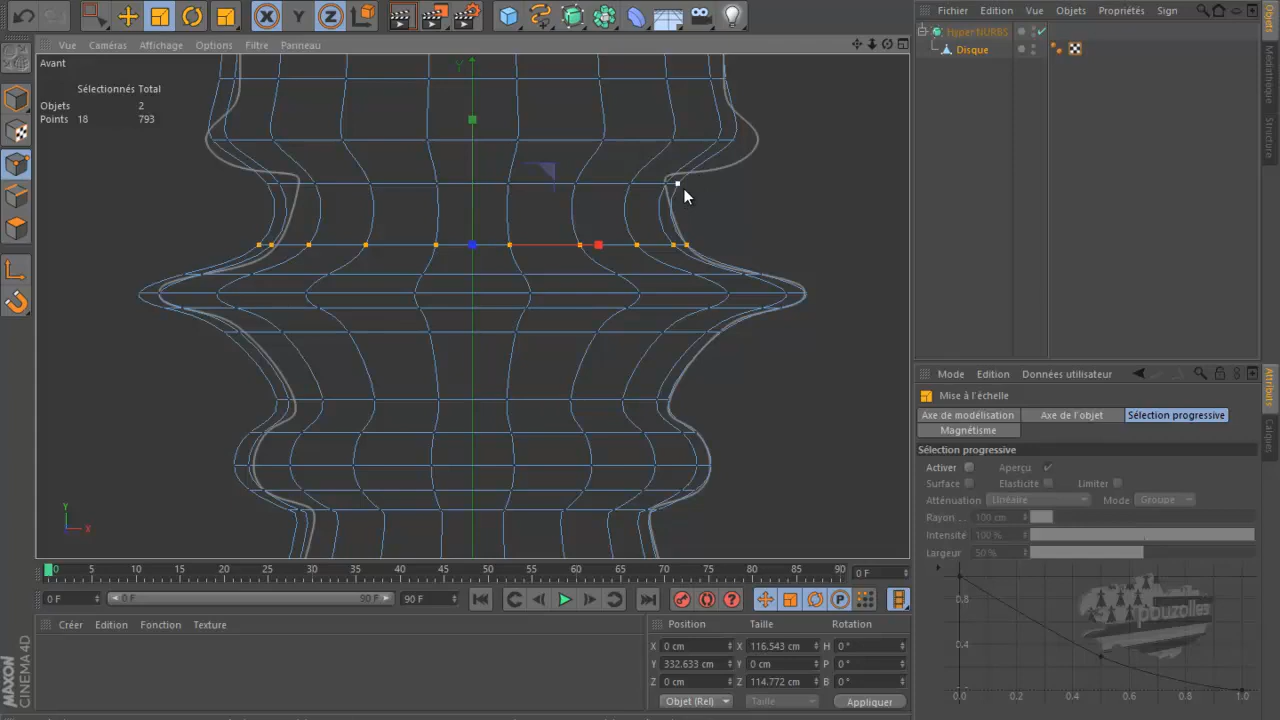 X
Y
Z
Fichier Edition Vue Objets Propriétés Sign
Vue Caméras Affichage Options Filtre Panneau
HyperNURBS
Disque
Objets
Médiathèque
Structure
Avant
Y
Sélectionnés Total
Objets 2
Points 18 793
Y
X
Mode Edition Données utilisateur
Mise à l'échelle
Axe de modélisation Axe de l'objet Sélection progressive
Magnétisme
Sélection progressive
Activer Aperçu
Surface Elasticité Limiter
Atténuation Linéaire Mode Groupe
Rayon ... 100 cm
Intensité 100 %
Largeur 50 %
Attributs
Calques
0.8
0.4
0.0 0.2 0.4 0.6 0.8 1.0
pouzolles
0 5 10 15 20 25 30 35 40 45 50 55 60 65 70 75 80 85 90 0 F
0 F 0 F 90 F 90 F
P
Créer Edition Fonction Texture
Position Taille Rotation
X 0 cm X 116.543 cm H 0 °
Y 332.633 cm Y 0 cm P 0 °
Z 0 cm Z 114.772 cm B 0 °
Objet (Rel) Taille Appliquer
MAXON
CINEMA 4D